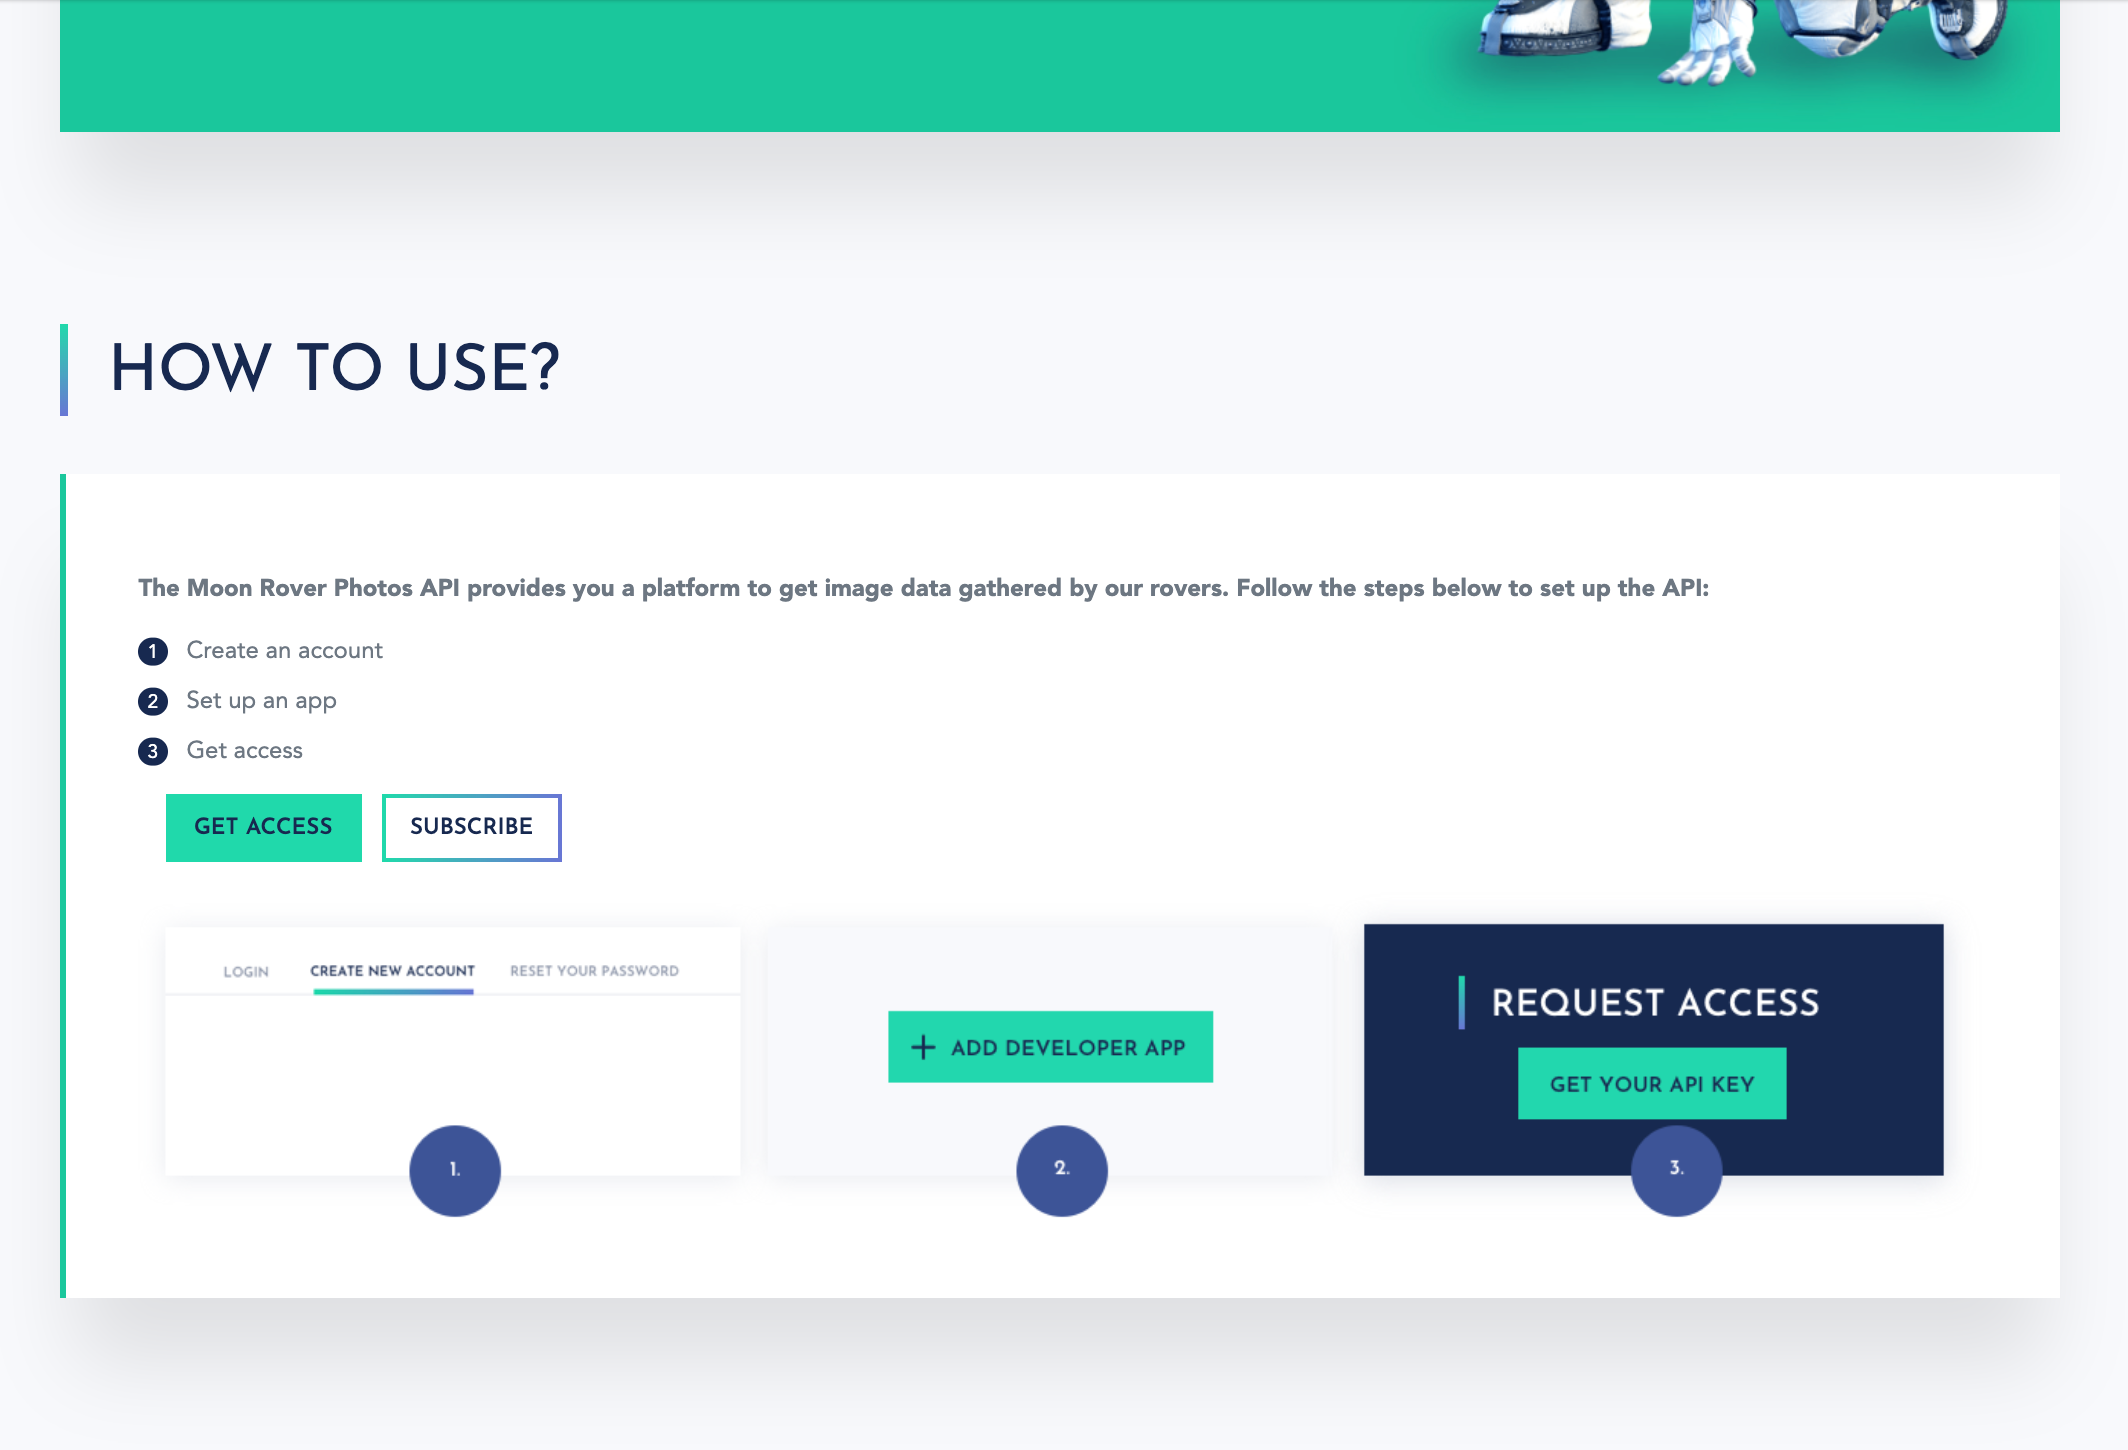 HOW TO USE?
The Moon Rover Photos API provides you a platform to get image data gathered by our rovers. Follow the steps below to set up the API:
1 Create an account
2 Set up an app
3 Get access
GET ACCESS SUBSCRIBE
LOGIN CREATE NEW ACCOUNT RESET YOUR PASSWORD
+ ADD DEVELOPER APP
REQUEST ACCESS
GET YOUR API KEY
1. 2. 3.